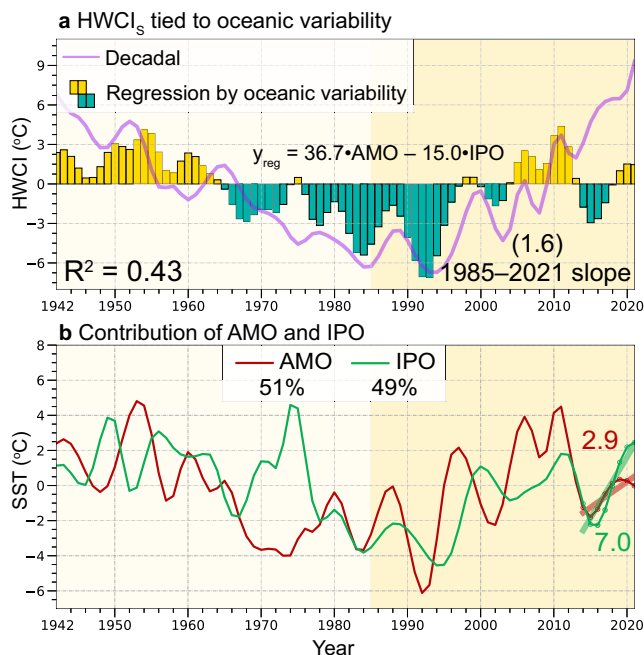 a HWCIS tied to oceanic variability
Decadal
Regression by oceanic variability
yreg = 36.7•AMO – 15.0•IPO
HWCI (°C)
9
6
3
0
−3
−6
R² = 0.43
(1.6)
1985–2021 slope
1942 1950 1960 1970 1980 1990 2000 2010 2020
b Contribution of AMO and IPO
AMO IPO
51% 49%
SST (°C)
8
6
4
2
0
−2
−4
−6
2.9
7.0
1942 1950 1960 1970 1980 1990 2000 2010 2020
Year